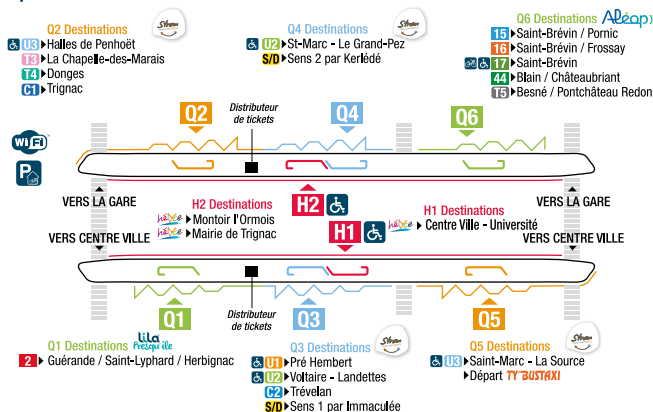 Q2 Destinations Stran
U3 Halles de Penhoët
T3 La Chapelle-des-Marais
T4 Donges
C1 Trignac
Q4 Destinations Stran
U2 St-Marc - Le Grand-Pez
S/D Sens 2 par Kerlédé
Q6 Destinations Aléop
15 Saint-Brévin / Pornic
16 Saint-Brévin / Frossay
17 Saint-Brévin
44 Blain / Châteaubriant
T5 Besné / Pontchâteau Redon
Q2
Distributeur
de tickets
Q4
Q6
WiFi
P
VERS LA GARE
H2 Destinations
hélYce Montoir l'Ormois
hélYce Mairie de Trignac
H2
H1
H1 Destinations
hélYce Centre Ville - Université
VERS LA GARE
VERS CENTRE VILLE
VERS CENTRE VILLE
Q1
Distributeur
de tickets
Q3
Q5
Q1 Destinations lila presqu'île
2 Guérande / Saint-Lyphard / Herbignac
Q3 Destinations Stran
U1 Pré Hembert
U2 Voltaire - Landettes
C2 Trévelan
S/D Sens 1 par Immaculée
Q5 Destinations Stran
U3 Saint-Marc - La Source
Départ TY'BUSTAXI